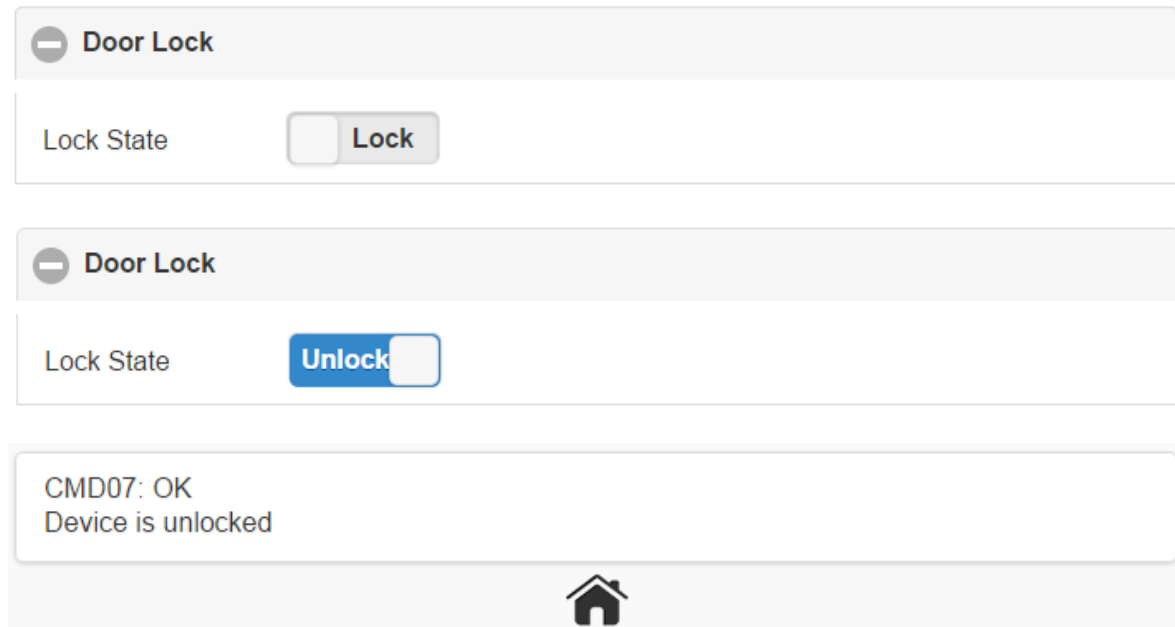 Door Lock
Lock State Lock
Door Lock
Lock State Unlock
CMD07: OK
Device is unlocked